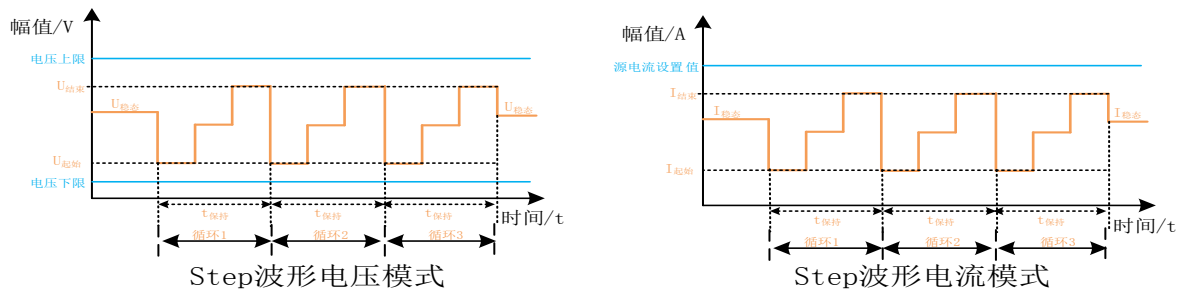 幅值/V
电压上限
U结束
U稳态
U稳态
U起始
电压下限
t保持
t保持
t保持
时间/t
循环1
循环2
循环3
Step波形电压模式
幅值/A
源电流设置值
I结束
I稳态
I稳态
I起始
t保持
t保持
t保持
时间/t
循环1
循环2
循环3
Step波形电流模式